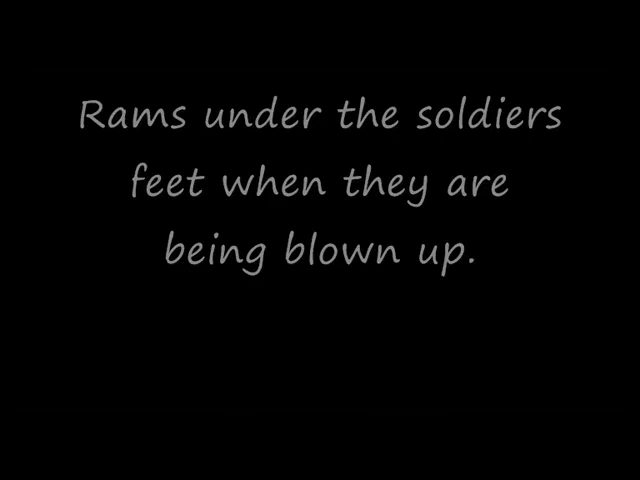 Rams under the soldiers
feet when they are
being blown up.